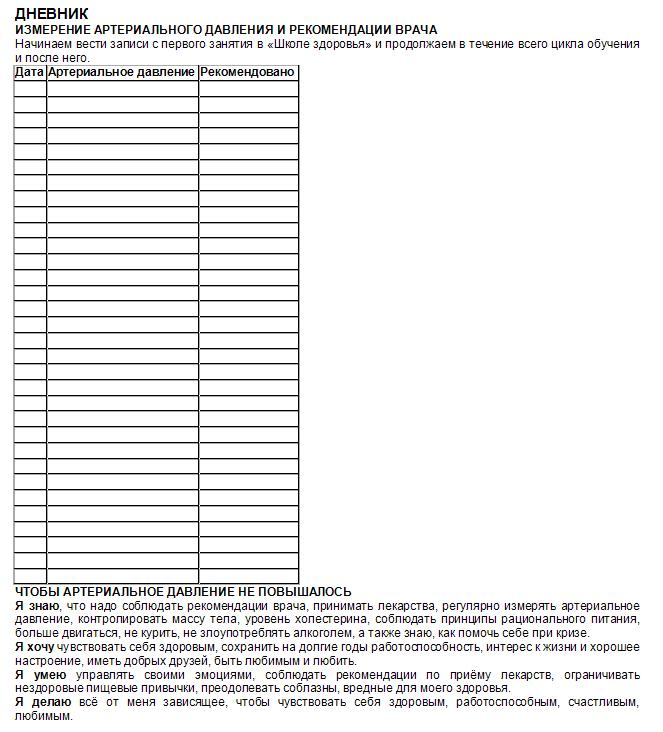 ДНЕВНИК
ИЗМЕРЕНИЕ АРТЕРИАЛЬНОГО ДАВЛЕНИЯ И РЕКОМЕНДАЦИИ ВРАЧА
Начинаем вести записи с первого занятия в «Школе здоровья» и продолжаем в течение всего цикла обучения
и после него.
Дата Артериальное давление Рекомендовано
ЧТОБЫ АРТЕРИАЛЬНОЕ ДАВЛЕНИЕ НЕ ПОВЫШАЛОСЬ
Я знаю, что надо соблюдать рекомендации врача, принимать лекарства, регулярно измерять артериальное
давление, контролировать массу тела, уровень холестерина, соблюдать принципы рационального питания,
больше двигаться, не курить, не злоупотреблять алкоголем, а также знаю, как помочь себе при кризе.
Я хочу чувствовать себя здоровым, сохранить на долгие годы работоспособность, интерес к жизни и хорошее
настроение, иметь добрых друзей, быть любимым и любить.
Я умею управлять своими эмоциями, соблюдать рекомендации по приёму лекарств, ограничивать
нездоровые пищевые привычки, преодолевать соблазны, вредные для моего здоровья.
Я делаю всё от меня зависящее, чтобы чувствовать себя здоровым, работоспособным, счастливым,
любимым.